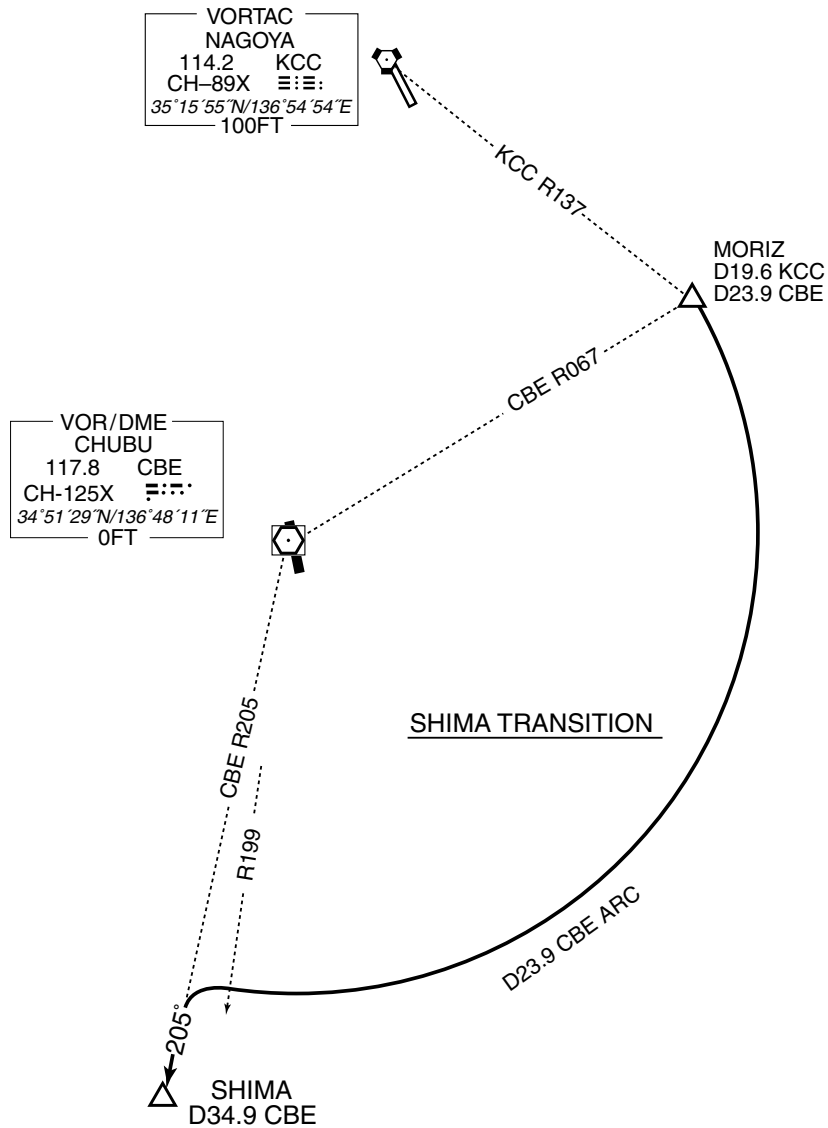 VORTAC
NAGOYA
114.2 KCC
CH–89X
35°15´55˝N/136°54´54˝E
100FT
KCC R137
MORIZ
D19.6 KCC
D23.9 CBE
CBE R067
VOR/DME
CHUBU
117.8 CBE
CH-125X
34°51´29˝N/136°48´11˝E
0FT
CBE R205
SHIMA TRANSITION
R199
D23.9 CBE ARC
205°
SHIMA
D34.9 CBE